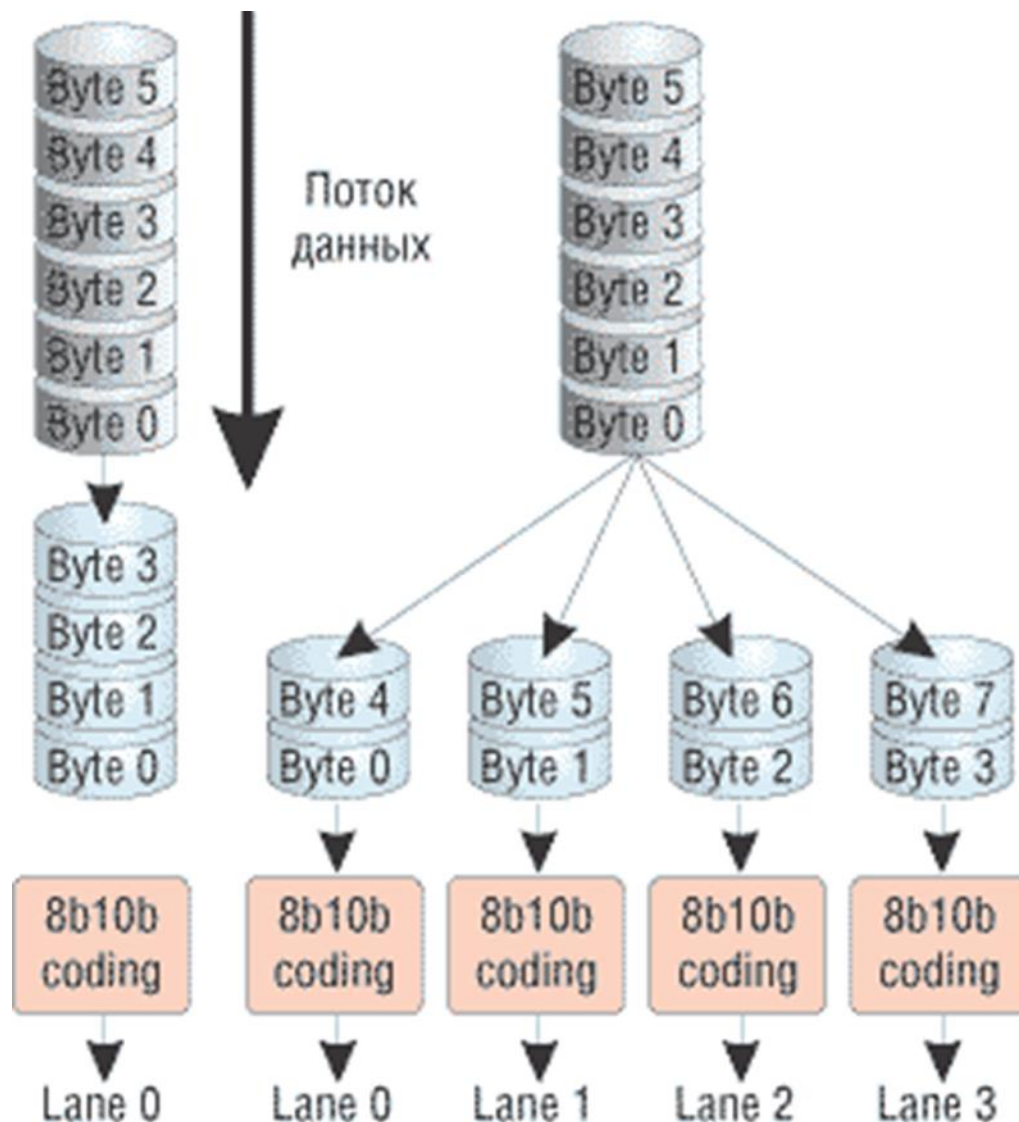 Byte 5
Byte 4
Byte 3
Byte 2
Byte 1
Byte 0
Поток
данных
Byte 5
Byte 4
Byte 3
Byte 2
Byte 1
Byte 0
Byte 3
Byte 2
Byte 1
Byte 0
Byte 4
Byte 0
Byte 5
Byte 1
Byte 6
Byte 2
Byte 7
Byte 3
8b10b
coding
8b10b
coding
8b10b
coding
8b10b
coding
8b10b
coding
Lane 0
Lane 0
Lane 1
Lane 2
Lane 3